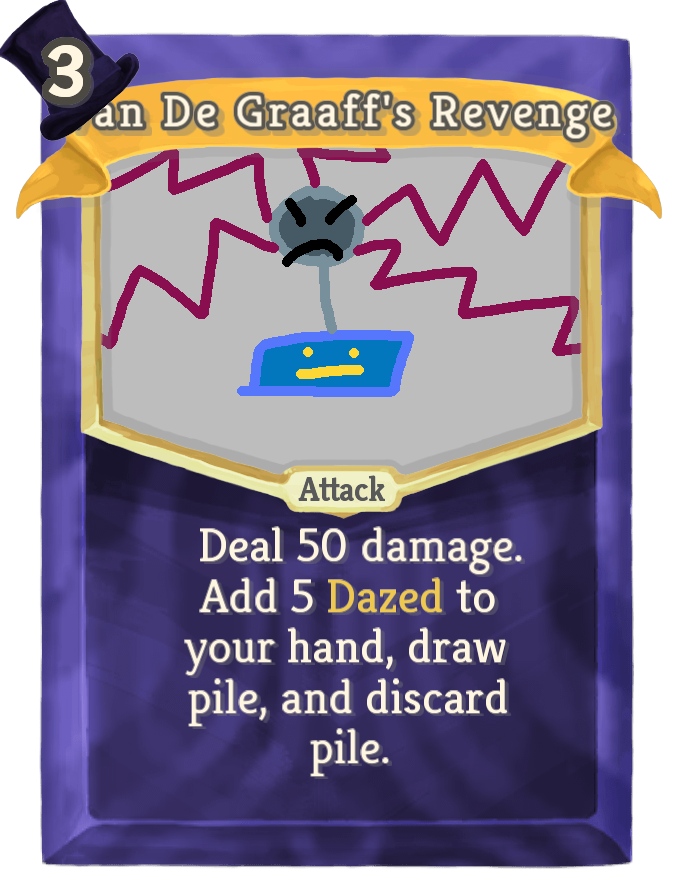 3
an De Graaff's Revenge
Attack
Deal 50 damage.
Add 5 Dazed to
your hand, draw
pile, and discard
pile.